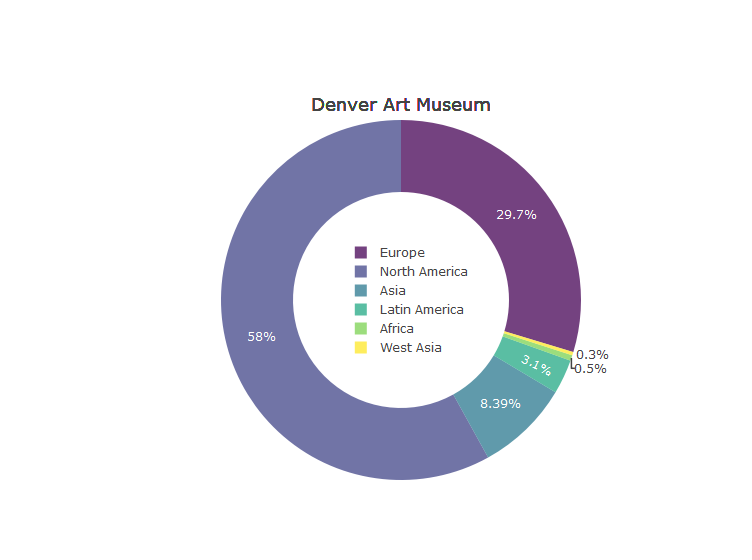 Denver Art Museum
29.7%
Europe
North America
Asia
Latin America
Africa
West Asia
58%
0.3%
0.5%
3.1%
8.39%